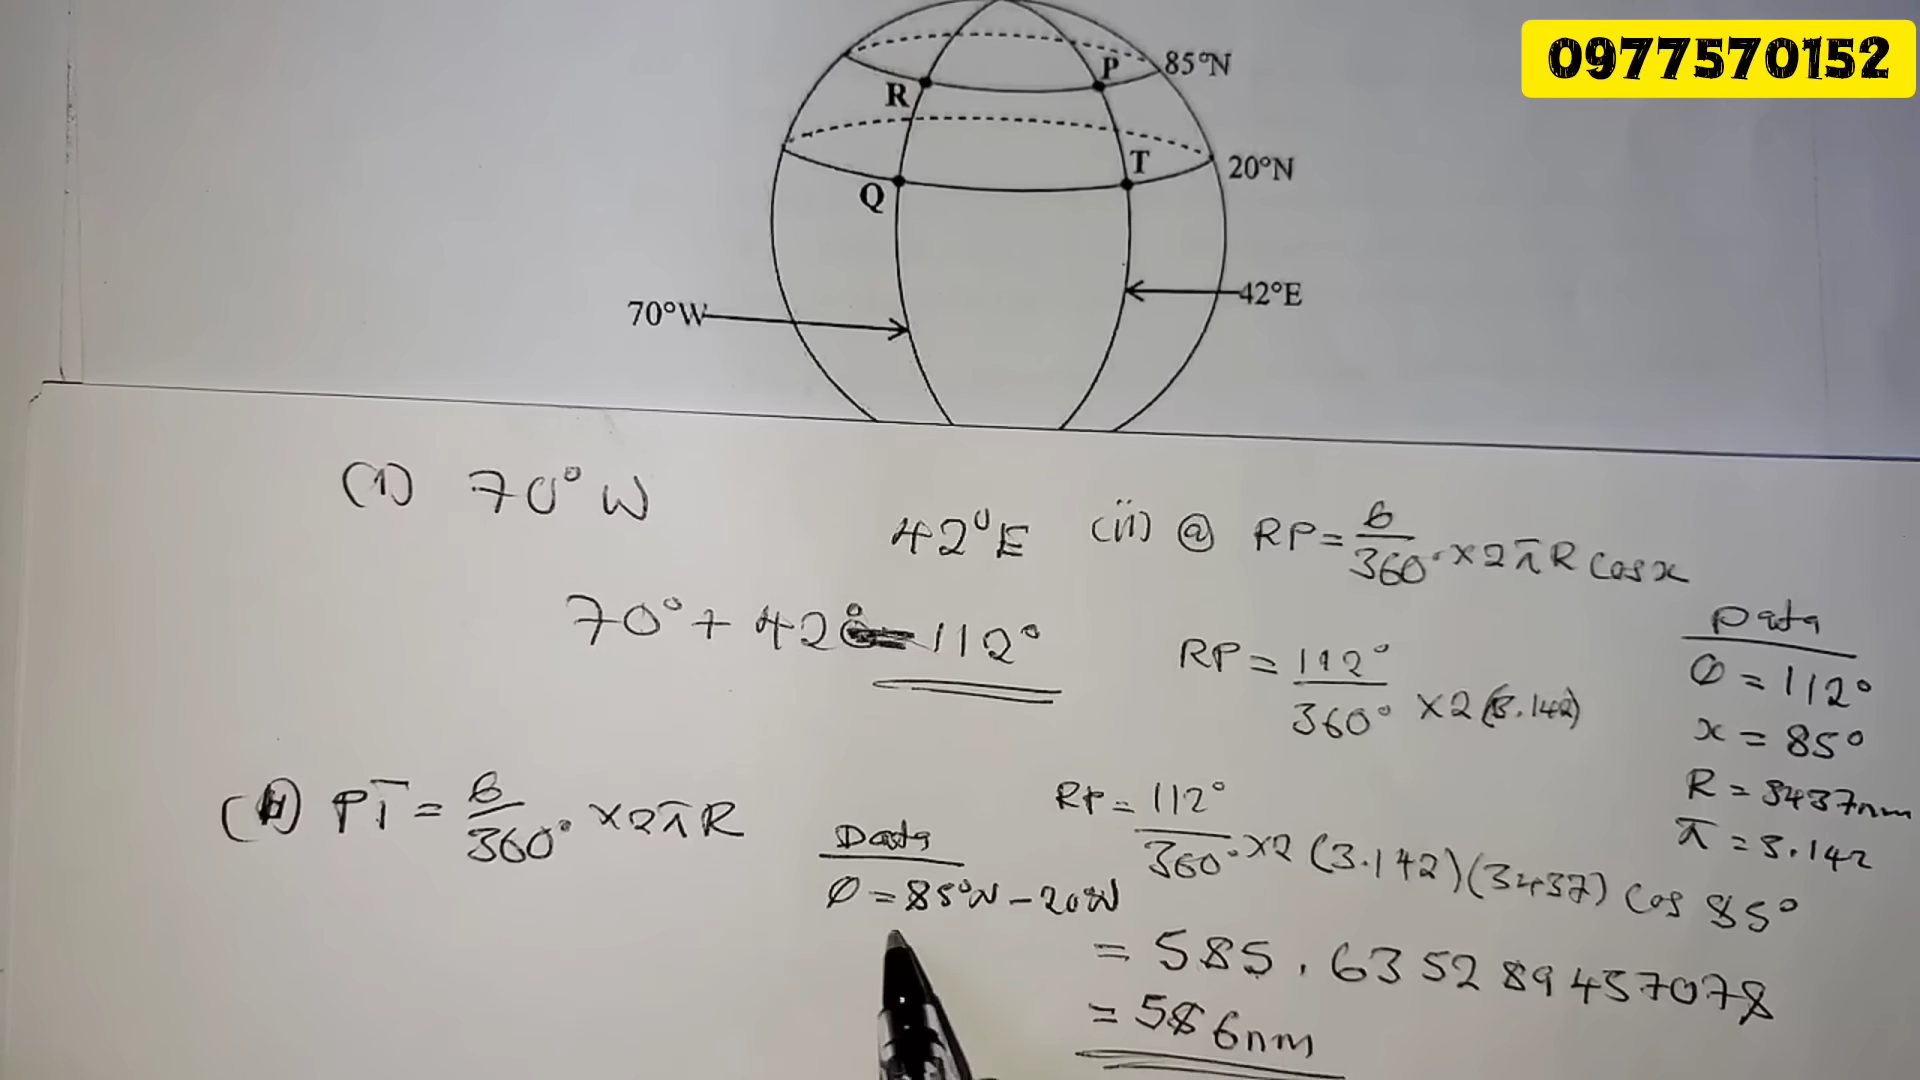 0977570152
85°N
P
R
T
20°N
Q
42°E
70°W
(i) 70° W
42° E
70° + 42° = 112°
(ii) ⓐ RP = θ/360° × 2πR Cos x
RP = 112°/360° × 2(3.142)
RP = 112°/360° × 2(3.142)(3437) Cos 85°
= 585.635289457078
= 586nm
Data
θ = 112°
x = 85°
R = 3437nm
π = 3.142
PT = θ/360° × 2πR
Data
θ = 85°N - 20°N